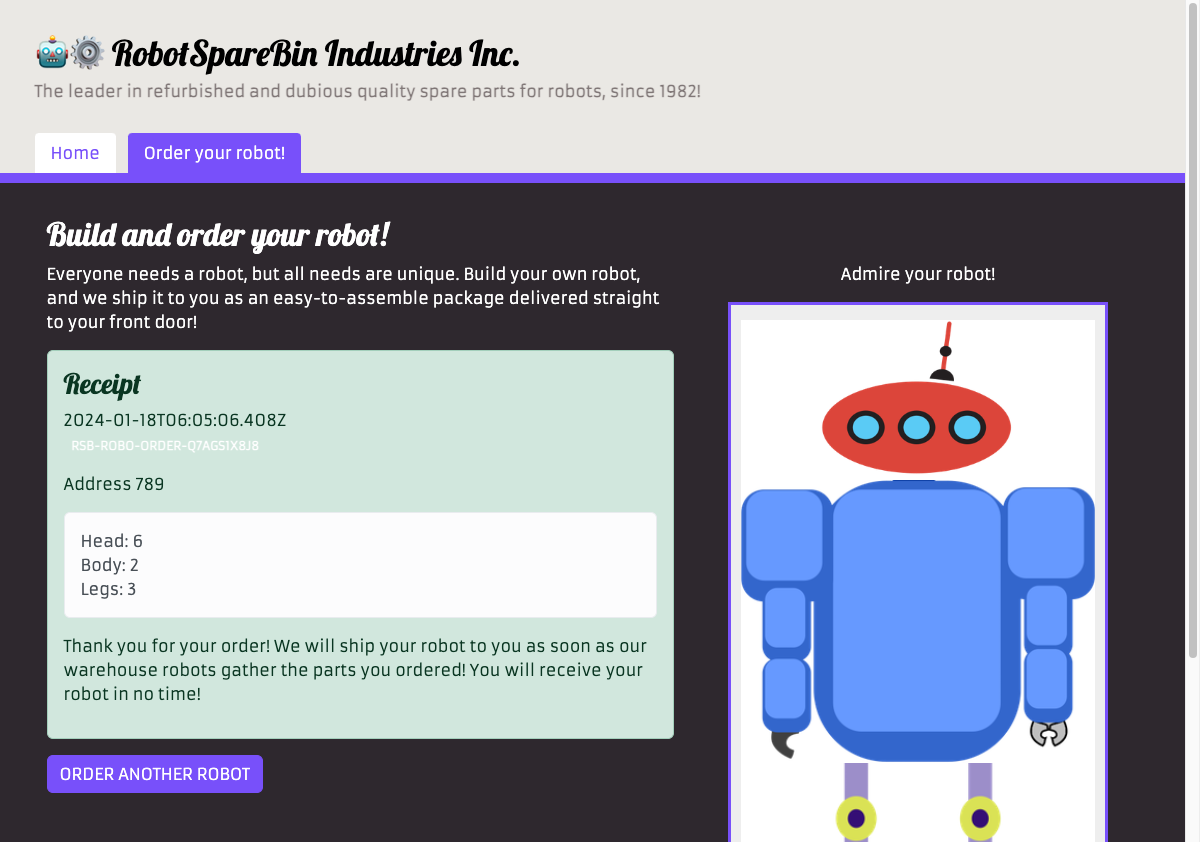 RobotSpareBin Industries Inc.
The leader in refurbished and dubious quality spare parts for robots, since 1982!
Home
Order your robot!
Build and order your robot!
Everyone needs a robot, but all needs are unique. Build your own robot,
and we ship it to you as an easy-to-assemble package delivered straight
to your front door!
Receipt
2024-01-18T06:05:06.408Z
RSB-ROBO-ORDER-Q7AGS1X8J8
Address 789
Head: 6
Body: 2
Legs: 3
Thank you for your order! We will ship your robot to you as soon as our
warehouse robots gather the parts you ordered! You will receive your
robot in no time!
ORDER ANOTHER ROBOT
Admire your robot!